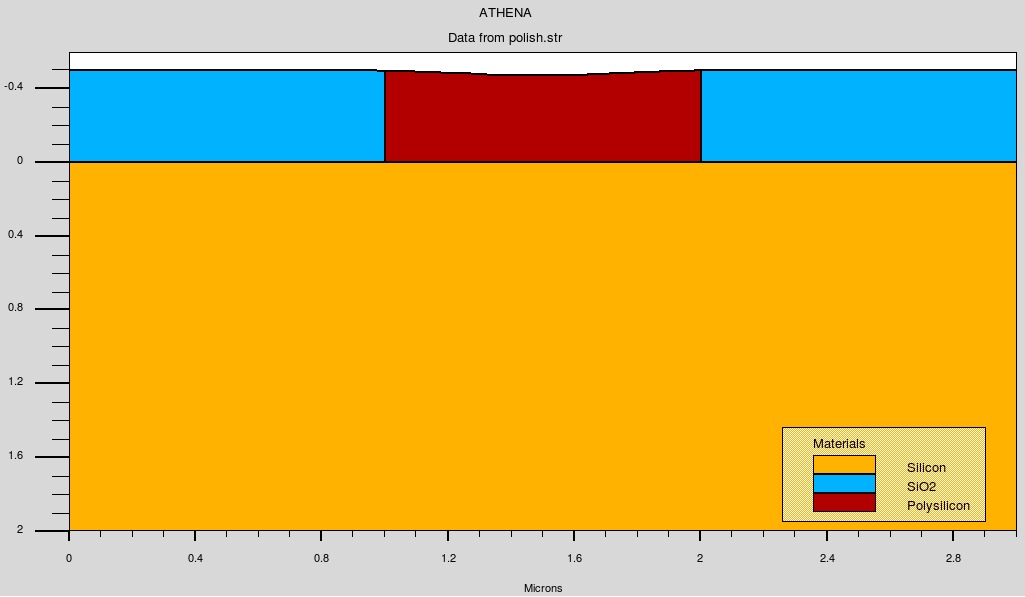 ATHENA
Data from polish.str
-0.4
0
0.4
0.8
1.2
1.6
2
Materials
Silicon
SiO2
Polysilicon
0 0.4 0.8 1.2 1.6 2 2.4 2.8
Microns